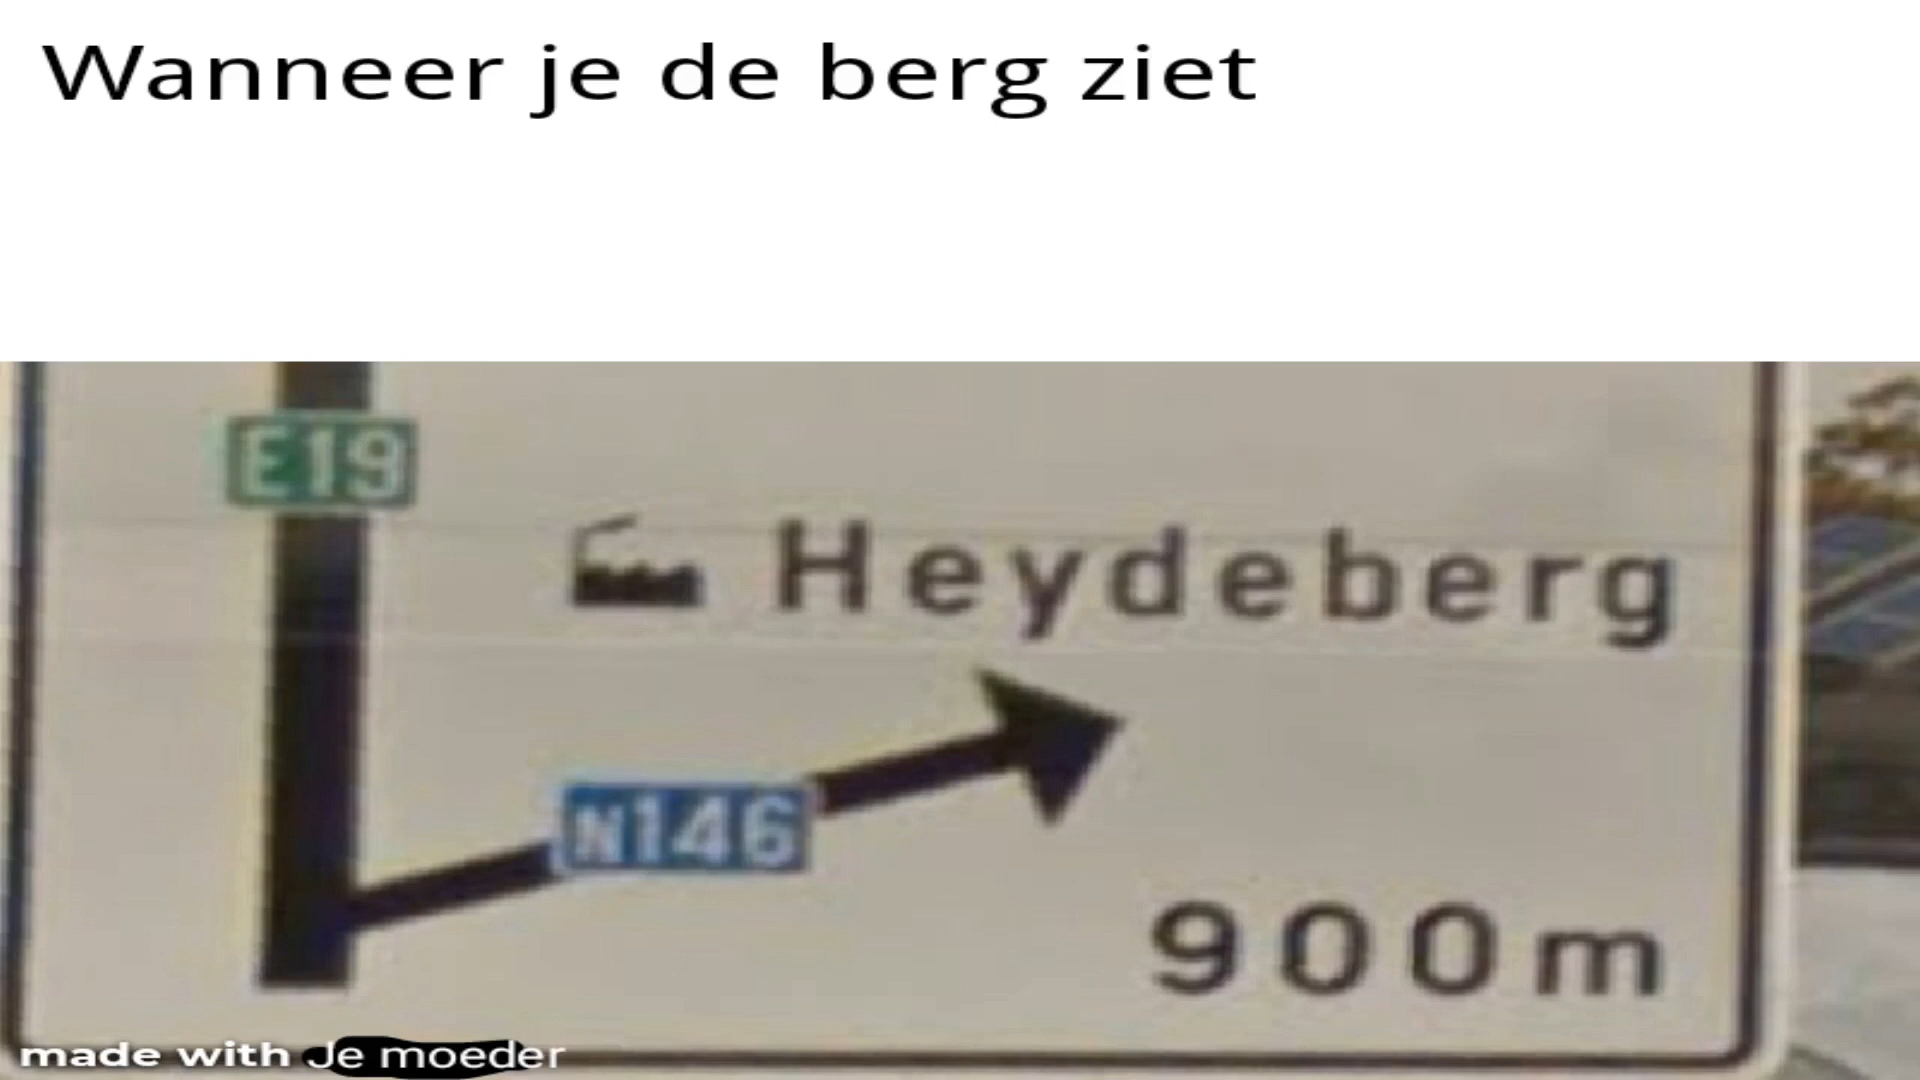 Wanneer je de berg ziet
E19
Heydeberg
N146
900m
made with Je moeder